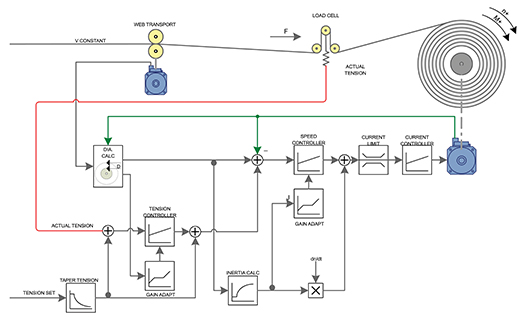 WEB TRANSPORT
LOAD CELL
n+
M+
F
V.CONSTANT
ACTUAL
TENSION
DIA.
CALC
D
SPEED
CONTROLLER
CURRENT
LIMIT
CURRENT
CONTROLLER
−
J
GAIN ADAPT
ACTUAL TENSION
TENSION
CONTROLLER
GAIN ADAPT
TAPER TENSION
TENSION SET
INERTIA CALC
dn/dt
X